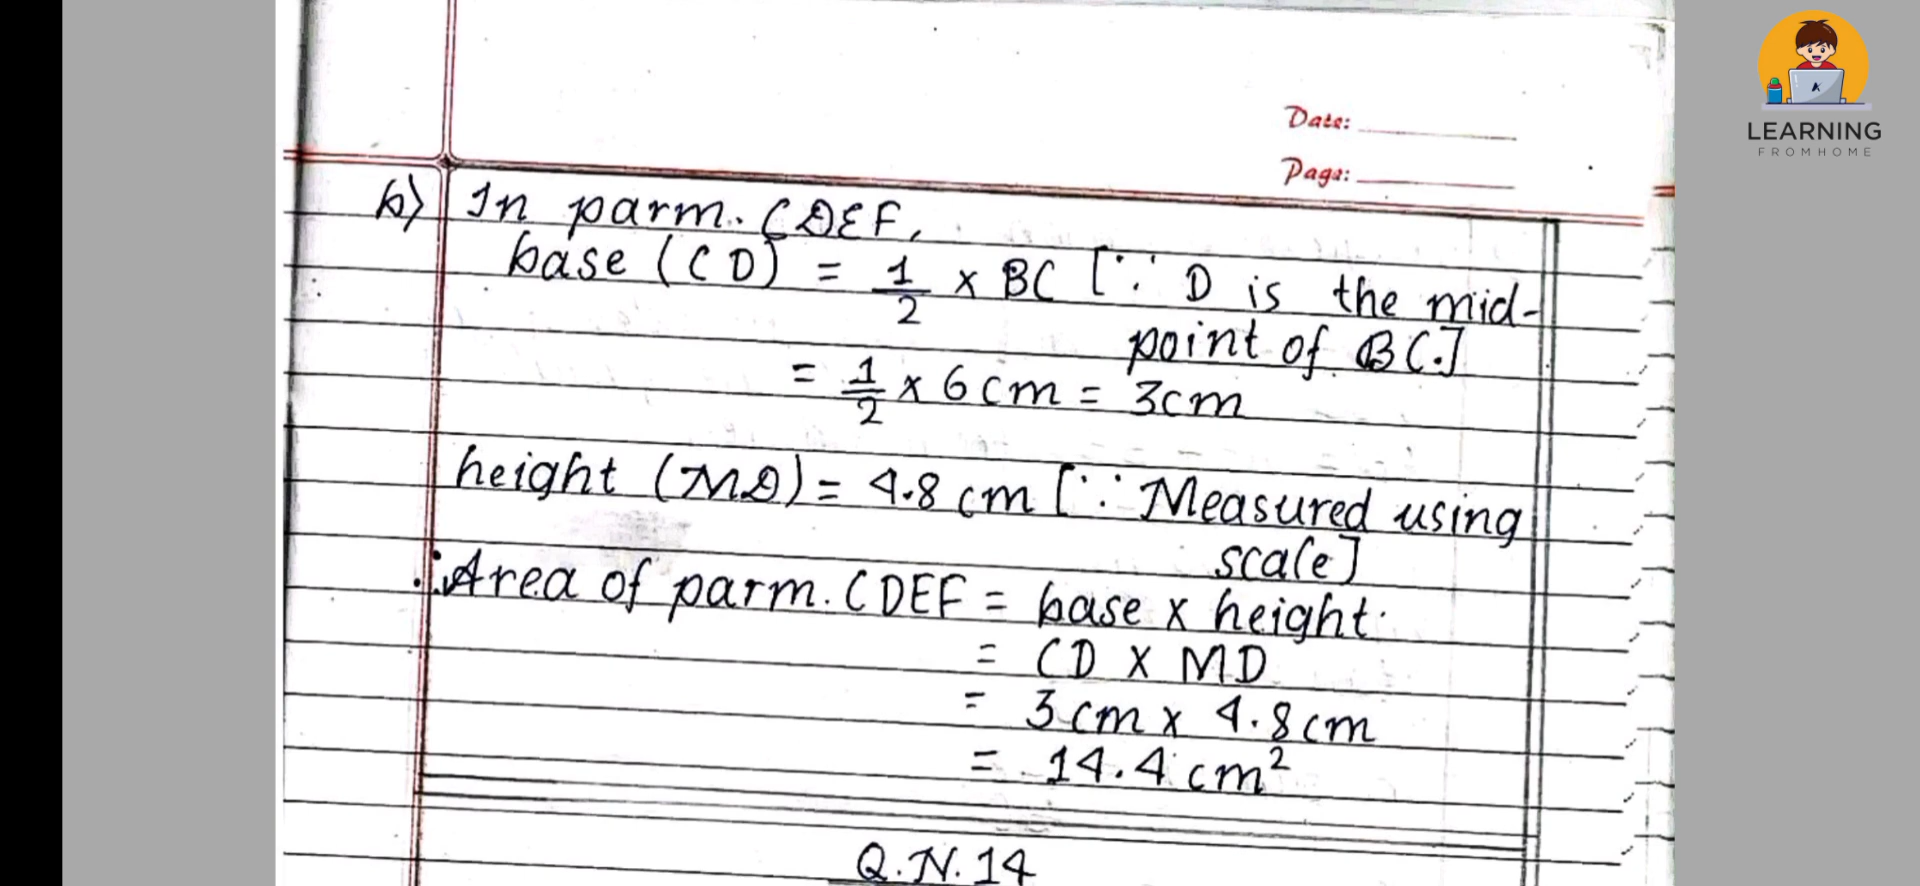 LEARNING
FROMHOME
Date:
Page:
b) In parm. CDEF,
base (CD) = 1/2 × BC [∵ D is the mid-
point of BC.]
= 1/2 × 6 cm = 3cm
height (MD) = 4.8 cm [∵ Measured using
scale]
∴ Area of parm. CDEF = base × height.
= CD × MD
= 3 cm × 4.8 cm
= 14.4 cm²
Q.N. 14